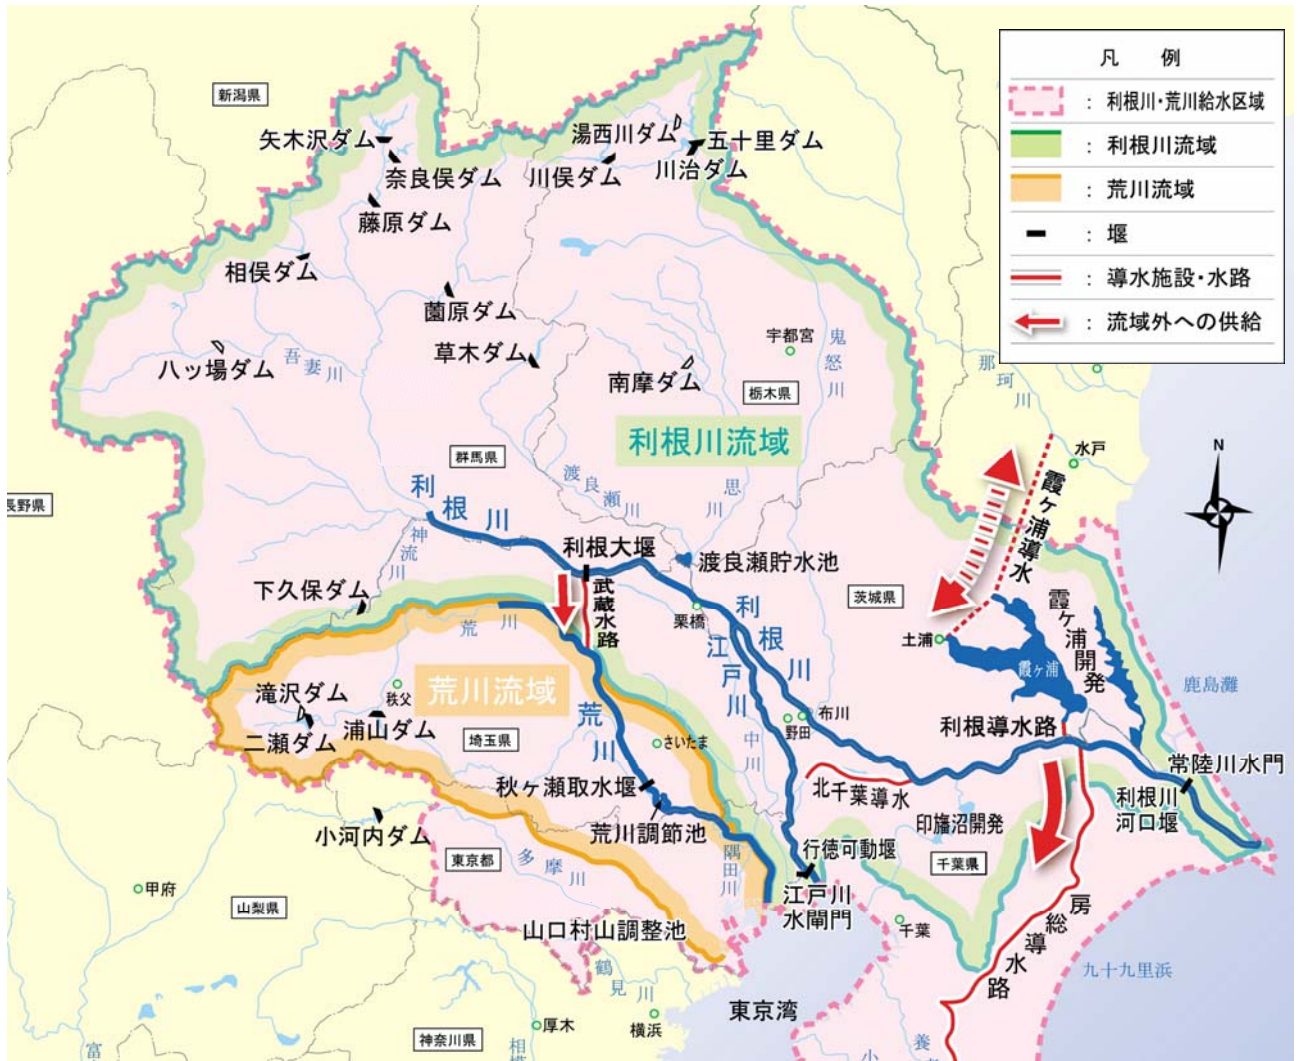 凡 例
利根川・荒川給水区域
: 利根川流域
: 荒川流域
: 堰
: 導水施設・水路
: 流域外への供給
新潟県
矢木沢ダム
奈良俣ダム
藤原ダム
湯西川ダム
五十里ダム
川俣ダム
川治ダム
相俣ダム
薗原ダム
八ッ場ダム
吾妻川
草木ダム
南摩ダム
宇都宮
鬼怒川
栃木県
那珂川
利根川流域
水戸
N
群馬県
長野県
渡良瀬川
思川
利根川
神流川
霞ヶ浦導水
利根大堰
渡良瀬貯水池
下久保ダム
武蔵水路
茨城県
栗橋
利根川
江戸川
土浦
霞ヶ浦
霞ヶ浦開発
鹿島灘
荒川
荒川流域
滝沢ダム
秩父
二瀬ダム
浦山ダム
埼玉県
荒川
さいたま
中川
野田
布川
利根導水路
常陸川水門
秋ヶ瀬取水堰
北千葉導水
利根川
河口堰
荒川調節池
印旛沼開発
小河内ダム
東京都
多摩川
隅田川
行徳可動堰
千葉県
甲府
山梨県
江戸川
水閘門
山口村山調整池
千葉
房総導水路
九十九里浜
鶴見川
東京湾
横浜
厚木
神奈川県
富
相
養
小